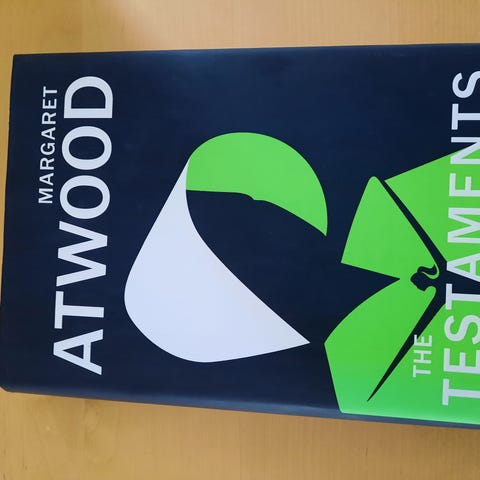 MARGARET
ATWOOD
THE
TESTAMENTS